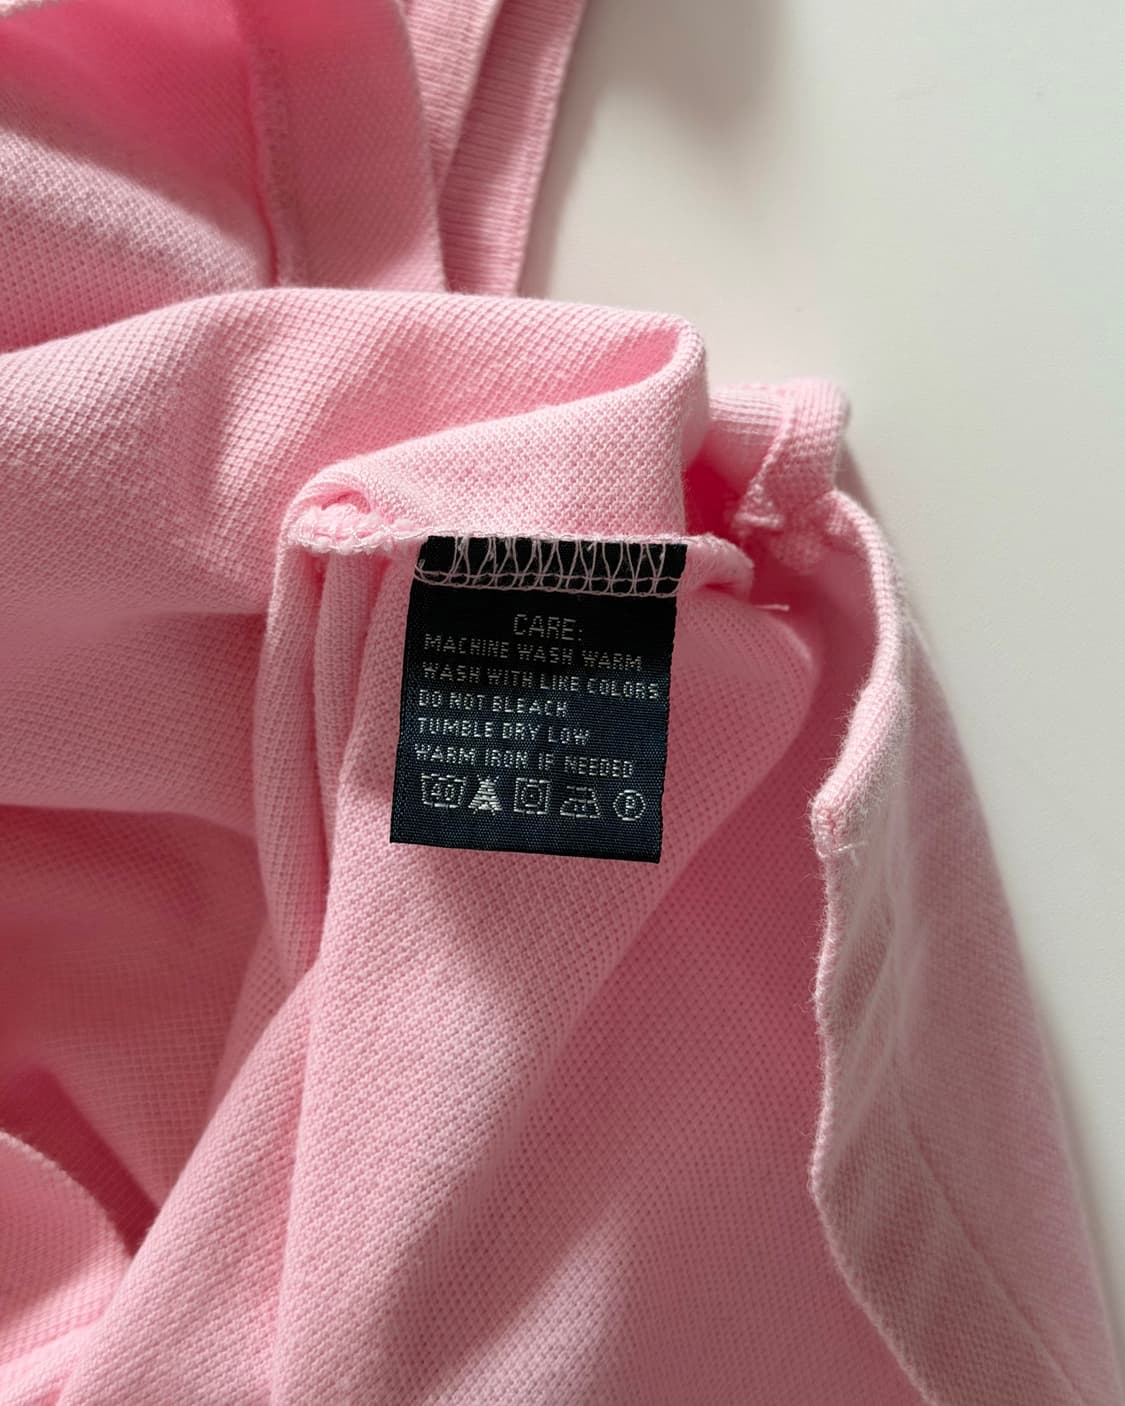 CARE:
MACHINE WASH WARM
WASH WITH LIKE COLORS
DO NOT BLEACH
TUMBLE DRY LOW
WARM IRON IF NEEDED
40 P